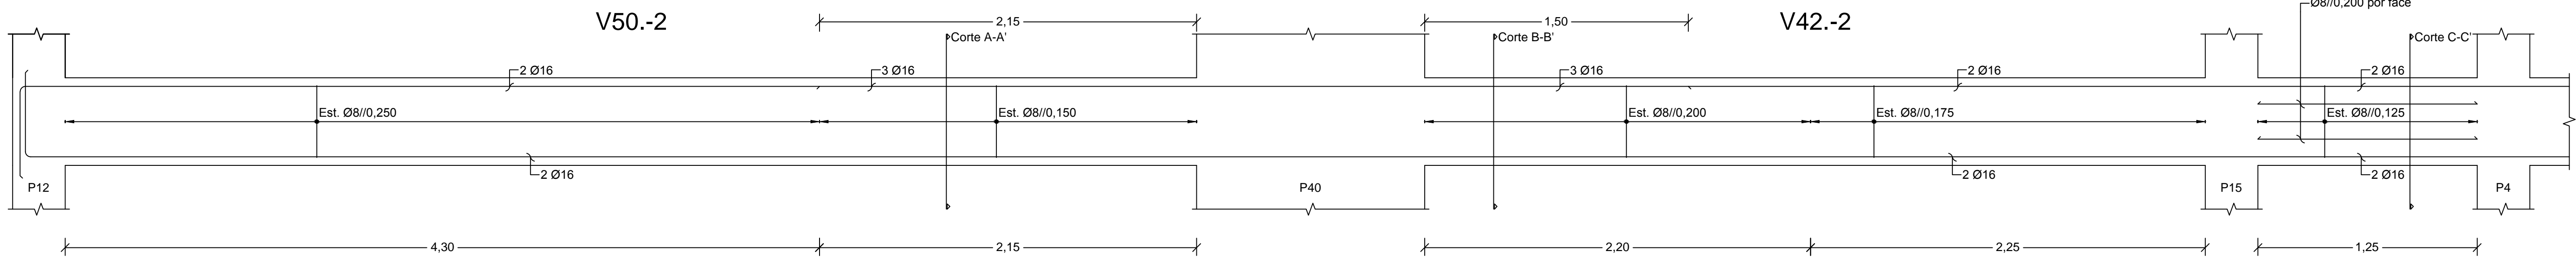 Ø8//0,200 por face
V50.-2
2,15
1,50
V42.-2
Corte A-A'
Corte B-B'
Corte C-C'
2 Ø16
3 Ø16
3 Ø16
2 Ø16
2 Ø16
Est. Ø8//0,250
Est. Ø8//0,150
Est. Ø8//0,200
Est. Ø8//0,175
Est. Ø8//0,125
2 Ø16
2 Ø16
2 Ø16
P12
P40
P15
P4
4,30
2,15
2,20
2,25
1,25